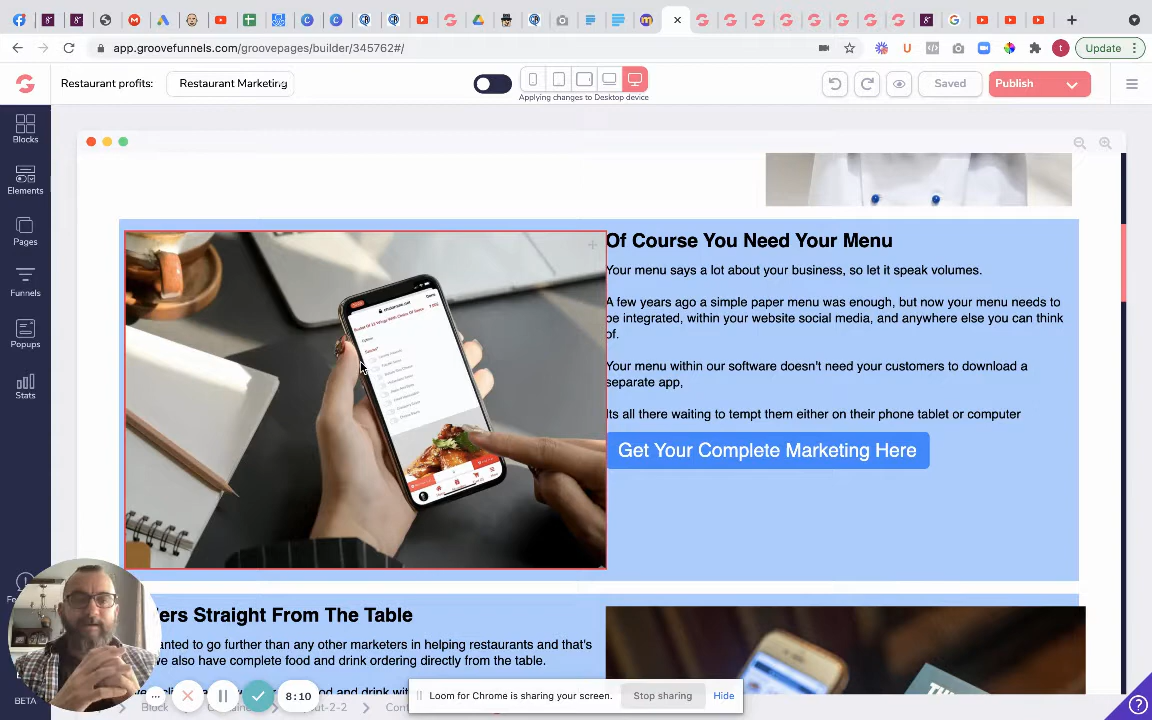 app.groovefunnels.com/groovepages/builder/345762#/
Update
Restaurant profits:
Restaurant Marketing
Applying changes to Desktop device
Saved
Publish
Blocks
Elements
Pages
Funnels
Popups
Stats
BETA
Of Course You Need Your Menu
Your menu says a lot about your business, so let it speak volumes.
A few years ago a simple paper menu was enough, but now your menu needs to
be integrated, within your website social media, and anywhere else you can think
of.
Your menu within our software doesn't need your customers to download a
separate app,
Its all there waiting to tempt them either on their phone tablet or computer
Get Your Complete Marketing Here
ers Straight From The Table
anted to go further than any other marketers in helping restaurants and that's
we also have complete food and drink ordering directly from the table.
8:10
Loom for Chrome is sharing your screen.
Stop sharing
Hide
Block